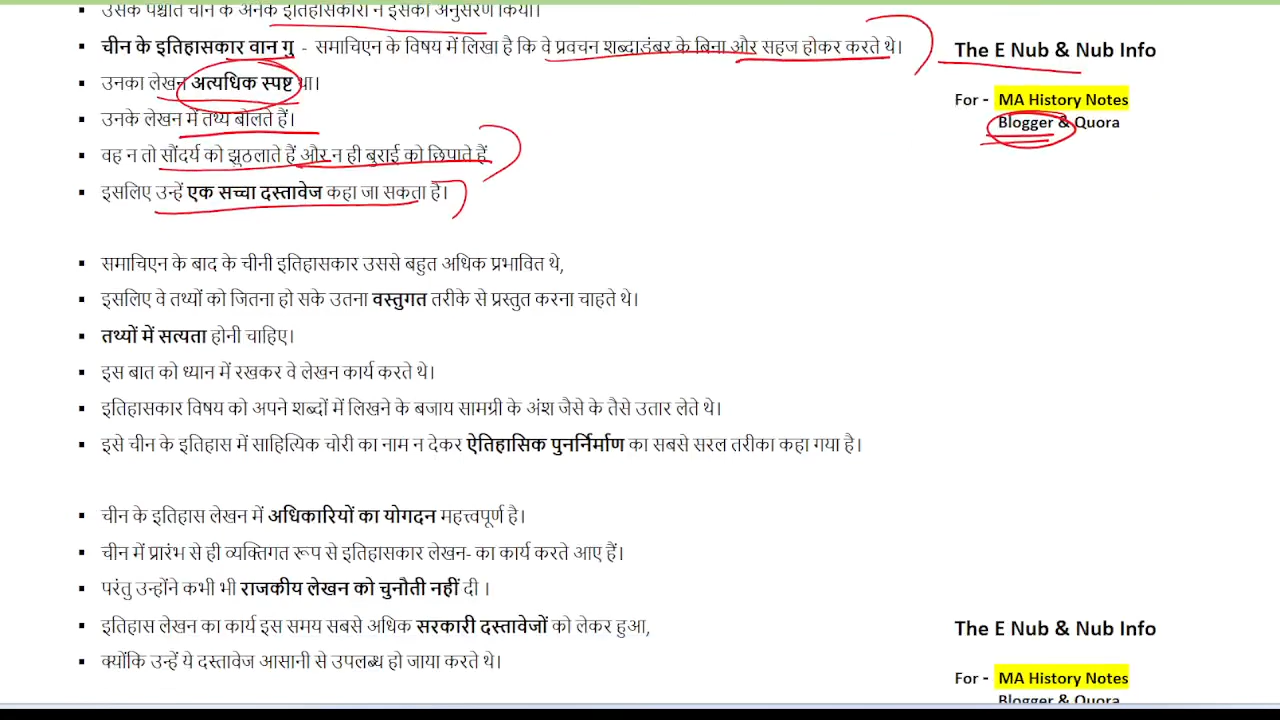 उसके पश्चात चीन के अनेक इतिहासकारों ने इसका अनुसरण किया।
▪ चीन के इतिहासकार वान गु - समाचिएन के विषय में लिखा है कि वे प्रवचन शब्दाडंबर के बिना और सहज होकर करते थे।
The E Nub & Nub Info
▪ उनका लेखन अत्यधिक स्पष्ट था।
For - MA History Notes
▪ उनके लेखन में तथ्य बोलते हैं।
Blogger & Quora
▪ वह न तो सौंदर्य को झुठलाते हैं और न ही बुराई को छिपाते हैं
▪ इसलिए उन्हें एक सच्चा दस्तावेज कहा जा सकता है।
▪ समाचिएन के बाद के चीनी इतिहासकार उससे बहुत अधिक प्रभावित थे,
▪ इसलिए वे तथ्यों को जितना हो सके उतना वस्तुगत तरीके से प्रस्तुत करना चाहते थे।
▪ तथ्यों में सत्यता होनी चाहिए।
▪ इस बात को ध्यान में रखकर वे लेखन कार्य करते थे।
▪ इतिहासकार विषय को अपने शब्दों में लिखने के बजाय सामग्री के अंश जैसे के तैसे उतार लेते थे।
▪ इसे चीन के इतिहास में साहित्यिक चोरी का नाम न देकर ऐतिहासिक पुनर्निर्माण का सबसे सरल तरीका कहा गया है।
▪ चीन के इतिहास लेखन में अधिकारियों का योगदन महत्त्वपूर्ण है।
▪ चीन में प्रारंभ से ही व्यक्तिगत रूप से इतिहासकार लेखन- का कार्य करते आए हैं।
▪ परंतु उन्होंने कभी भी राजकीय लेखन को चुनौती नहीं दी ।
▪ इतिहास लेखन का कार्य इस समय सबसे अधिक सरकारी दस्तावेजों को लेकर हुआ,
The E Nub & Nub Info
▪ क्योंकि उन्हें ये दस्तावेज आसानी से उपलब्ध हो जाया करते थे।
For - MA History Notes
Blogger & Quora